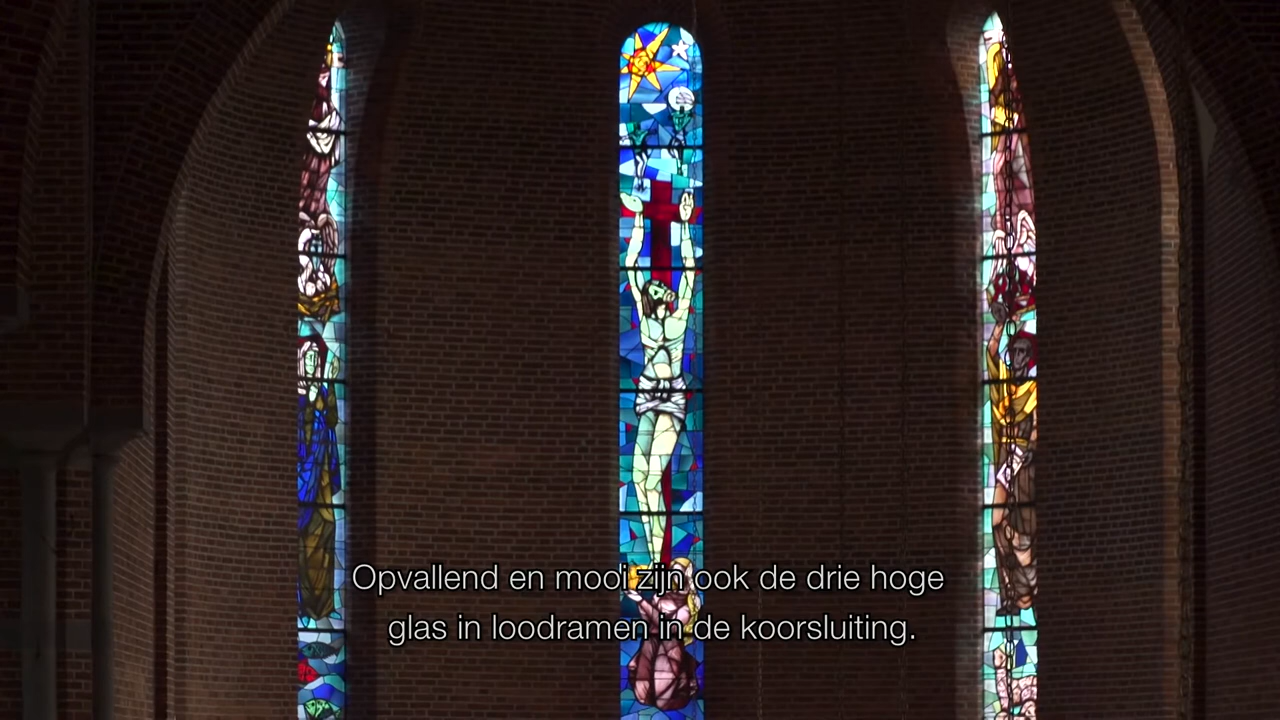 Opvallend en mooi zijn ook de drie hoge
glas in loodramen in de koorsluiting.